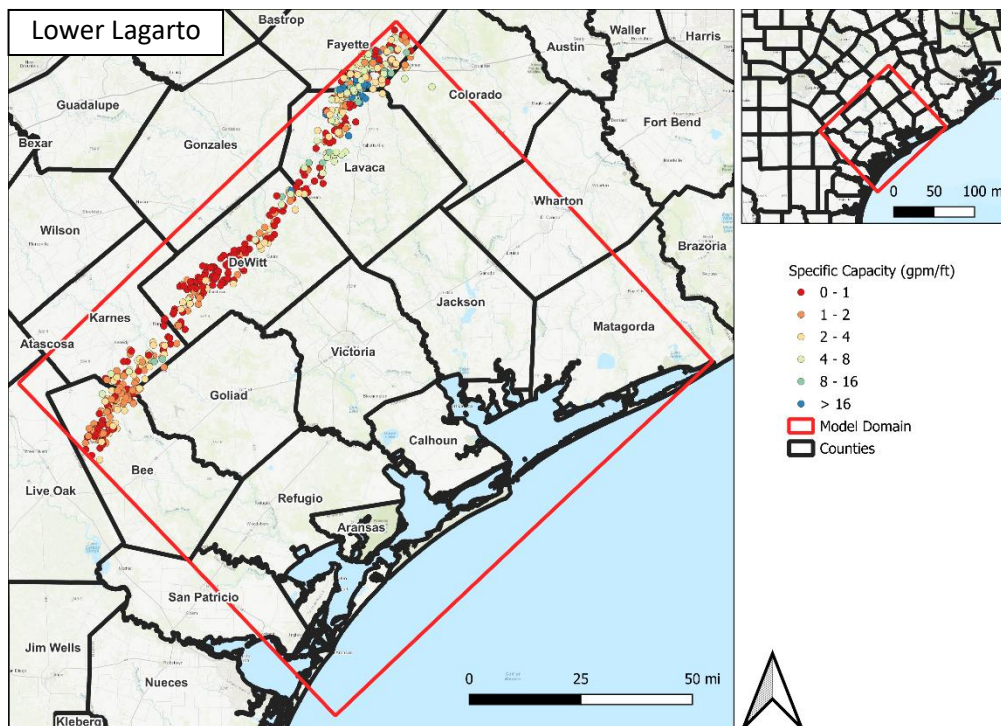 Lower Lagarto
Bastrop
Fayette
Austin
Waller
Harris
Colorado
Guadalupe
Fort Bend
Bexar
Gonzales
Lavaca
Wharton
Wilson
Brazoria
DeWitt
Jackson
Karnes
Matagorda
Atascosa
Victoria
Goliad
Calhoun
Bee
Live Oak
Refugio
Aransas
San Patricio
Jim Wells
Nueces
Kleberg
0 25 50 mi
0 50 100 mi
Specific Capacity (gpm/ft)
0 - 1
1 - 2
2 - 4
4 - 8
8 - 16
> 16
Model Domain
Counties